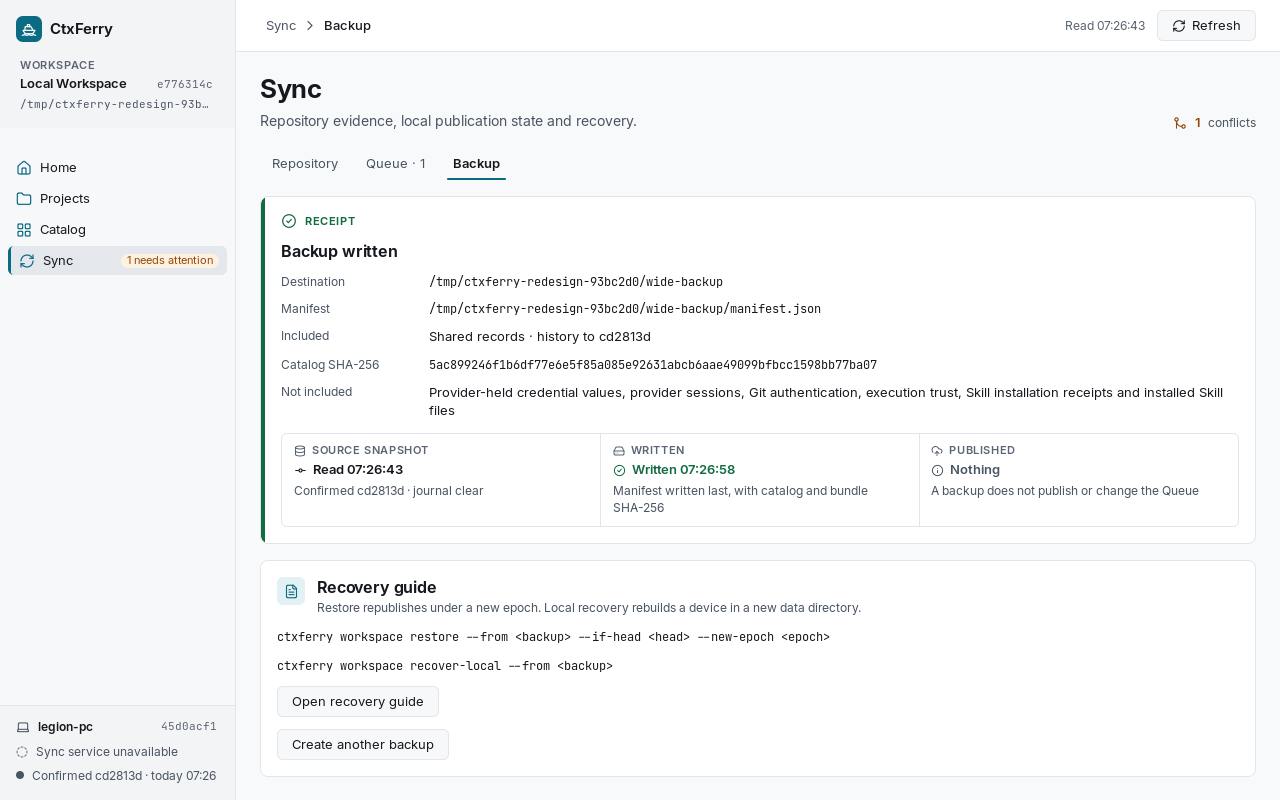 CtxFerry
WORKSPACE
Local Workspace e776314c
/tmp/ctxferry-redesign-93b…
Home
Projects
Catalog
Sync 1 needs attention
legion-pc 45d0acf1
Sync service unavailable
Confirmed cd2813d · today 07:26
Sync > Backup
Read 07:26:43 Refresh
Sync
Repository evidence, local publication state and recovery.
1 conflicts
Repository Queue · 1 Backup
RECEIPT
Backup written
Destination /tmp/ctxferry-redesign-93bc2d0/wide-backup
Manifest /tmp/ctxferry-redesign-93bc2d0/wide-backup/manifest.json
Included Shared records · history to cd2813d
Catalog SHA-256 5ac899246f1b6df77e6e5f85a085e92631abcb6aae49099bfbcc1598bb77ba07
Not included Provider-held credential values, provider sessions, Git authentication, execution trust, Skill installation receipts and installed Skill
files
SOURCE SNAPSHOT
Read 07:26:43
Confirmed cd2813d · journal clear
WRITTEN
Written 07:26:58
Manifest written last, with catalog and bundle
SHA-256
PUBLISHED
Nothing
A backup does not publish or change the Queue
Recovery guide
Restore republishes under a new epoch. Local recovery rebuilds a device in a new data directory.
ctxferry workspace restore --from <backup> --if-head <head> --new-epoch <epoch>
ctxferry workspace recover-local --from <backup>
Open recovery guide
Create another backup